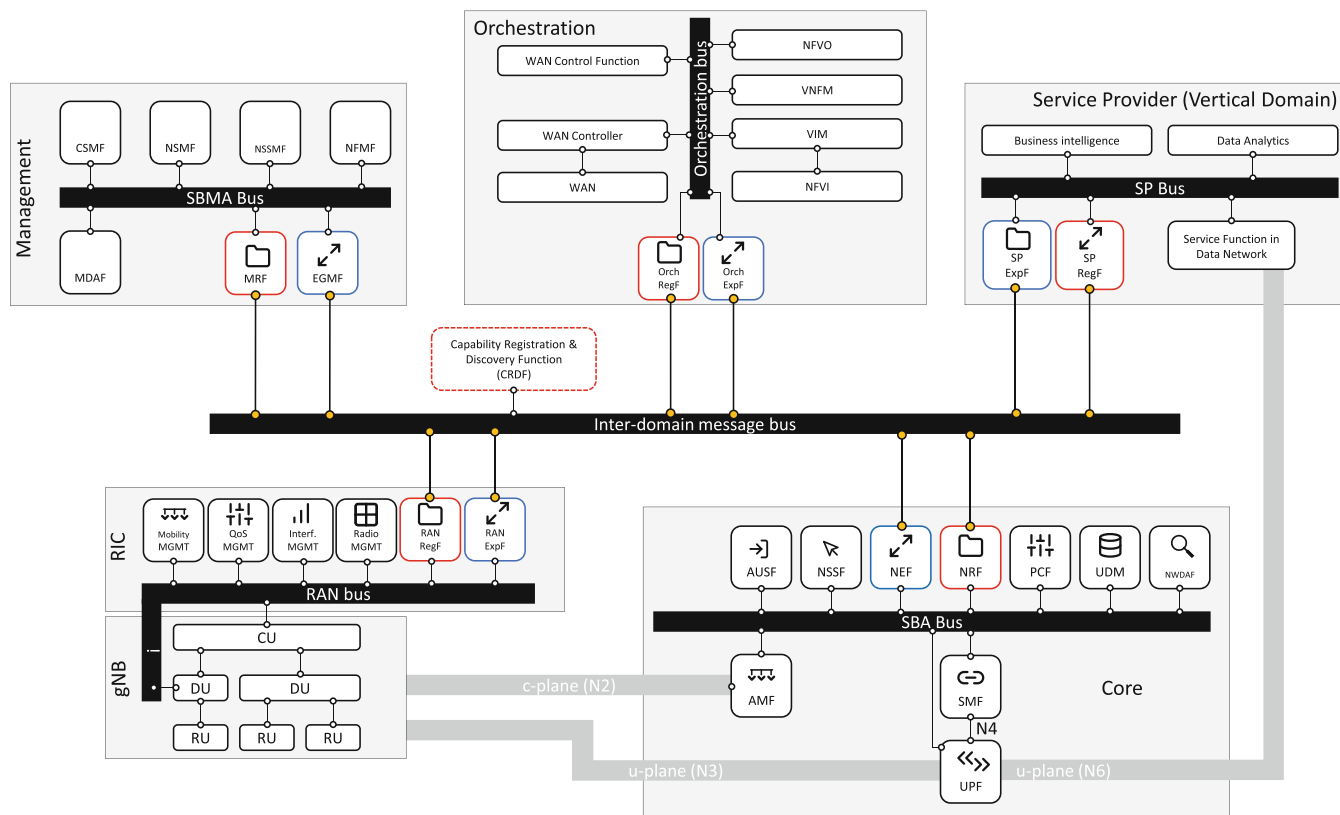 Orchestration
WAN Control Function
WAN Controller
WAN
Orchestration bus
NFVO
VNFM
VIM
NFVI
Orch
RegF
Orch
ExpF
Management
CSMF
NSMF
NSSMF
NFMF
SBMA Bus
MDAF
MRF
EGMF
Service Provider (Vertical Domain)
Business intelligence
Data Analytics
SP Bus
SP
ExpF
SP
RegF
Service Function in
Data Network
Capability Registration &
Discovery Function
(CRDF)
Inter-domain message bus
RIC
Mobility
MGMT
QoS
MGMT
Interf.
MGMT
Radio
MGMT
RAN
RegF
RAN
ExpF
RAN bus
i
gNB
CU
DU
DU
RU
RU
RU
c-plane (N2)
u-plane (N3)
u-plane (N6)
AUSF
NSSF
NEF
NRF
PCF
UDM
NWDAF
SBA Bus
AMF
SMF
Core
N4
UPF